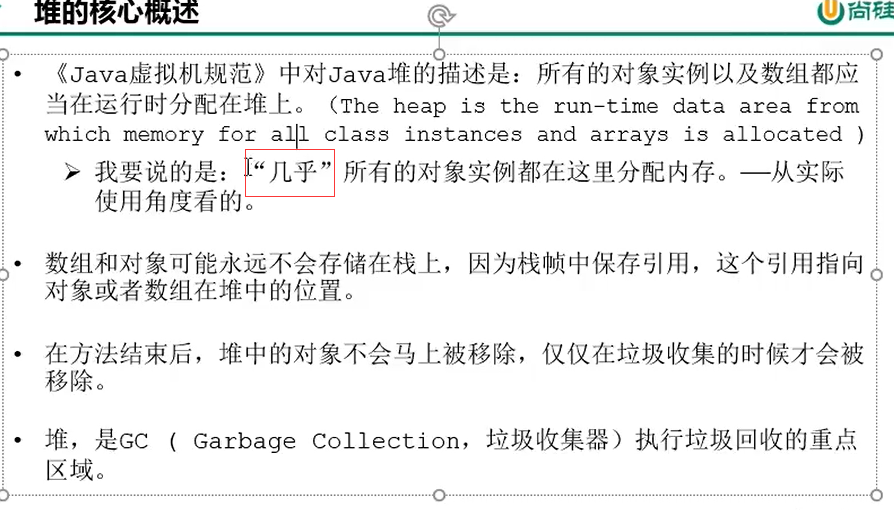 堆的核心概述
尚硅
• 《Java虚拟机规范》中对Java堆的描述是：所有的对象实例以及数组都应
当在运行时分配在堆上。（The heap is the run-time data area from
which memory for all class instances and arrays is allocated ）
➢ 我要说的是：“几乎”所有的对象实例都在这里分配内存。——从实际
使用角度看的。
• 数组和对象可能永远不会存储在栈上，因为栈帧中保存引用，这个引用指向
对象或者数组在堆中的位置。
• 在方法结束后，堆中的对象不会马上被移除，仅仅在垃圾收集的时候才会被
移除。
• 堆，是GC ( Garbage Collection，垃圾收集器）执行垃圾回收的重点
区域。